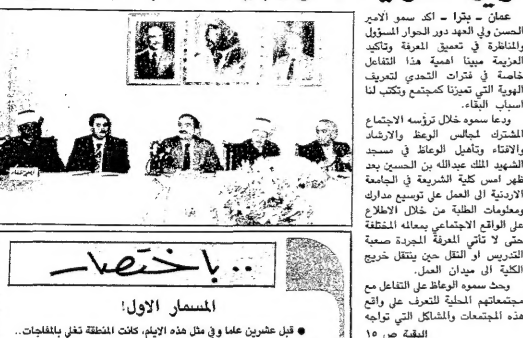 عمان ــ بترا ــ اكد سمو الامير
الحسن ولي العهد دور الحوار المسؤول
والمناظرة في تعميق المعرفة وتأكيد
العزيمة مبينا اهمية هذا التفاعل
خاصة في فترات التحدي لتعريف
الهوية التي تميزنا كمجتمع وتكتب لنا
اسباب البقاء.
ودعا سموه خلال ترؤسه الاجتماع
المشترك لمجالس الوعظ والارشاد
والافتاء وتأهيل الوعاظ في مسجد
الشهيد الملك عبدالله بن الحسين بعد
ظهر امس كلية الشريعة في الجامعة
الاردنية الى العمل على توسيع مدارك
ومعلومات الطلبة من خلال الاطلاع
على الواقع الاجتماعي بمعالمه المختلفة
حتى لا تأتي المعرفة المجردة صعبة
التدريس او النقل حين ينتقل خريج
الكلية الى ميدان العمل.
وحث سموه الوعاظ على التفاعل مع
مجتمعاتهم المحلية للتعرف على واقع
هذه المجتمعات والمشاكل التي تواجه
البقية ص ١٥
.. باختصار
المسمار الاول!
● قبل عشرين عاما وفي مثل هذه الايام، كانت المنطقة تغلي بالمفاجآت..